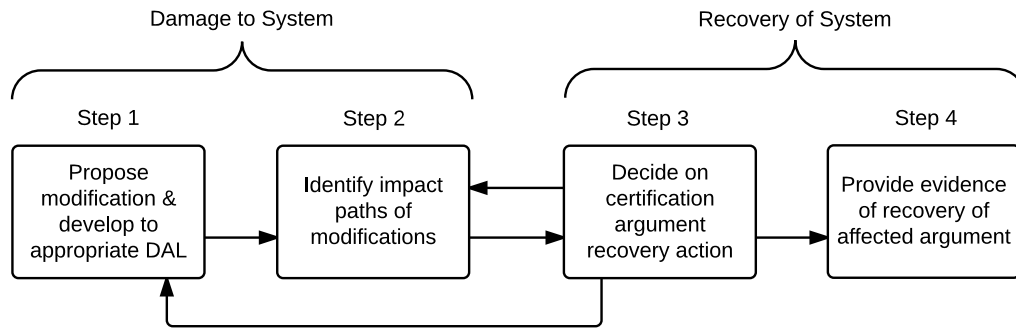 Damage to System
Recovery of System
Step 1
Step 2
Step 3
Step 4
Propose
modification &
develop to
appropriate DAL
Identify impact
paths of
modifications
Decide on
certification
argument
recovery action
Provide evidence
of recovery of
affected argument